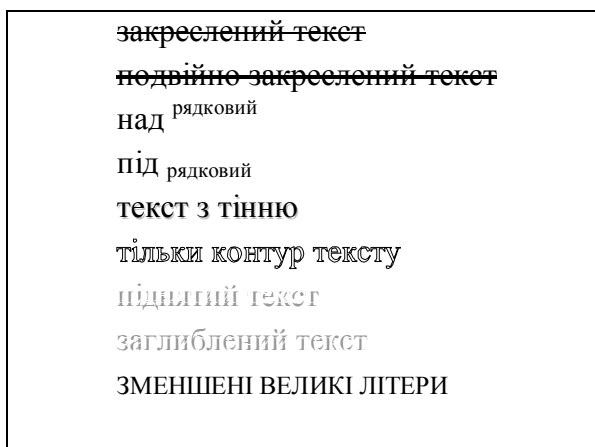 закреслений текст
подвійно закреслений текст
над рядковий
під рядковий
текст з тінню
тільки контур тексту
піднятий текст
заглиблений текст
ЗМЕНШЕНІ ВЕЛИКІ ЛІТЕРИ